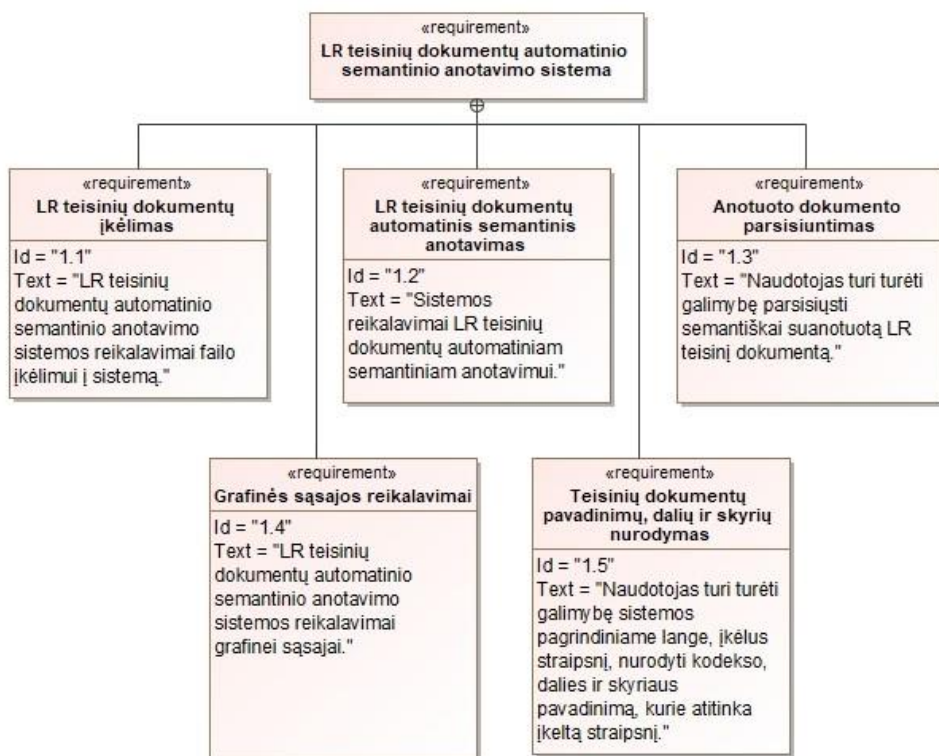 «requirement»
LR teisinių dokumentų automatinio
semantinio anotavimo sistema
«requirement»
LR teisinių dokumentų
įkėlimas
Id = "1.1"
Text = "LR teisinių
dokumentų automatinio
semantinio anotavimo
sistemos reikalavimai failo
įkėlimui į sistemą."
«requirement»
LR teisinių dokumentų
automatinis semantinis
anotavimas
Id = "1.2"
Text = "Sistemos
reikalavimai LR teisinių
dokumentų automatiniam
semantiniam anotavimui."
«requirement»
Anotuoto dokumento
parsisiuntimas
Id = "1.3"
Text = "Naudotojas turi turėti
galimybę parsisiųsti
semantiškai suanotuotą LR
teisinį dokumentą."
«requirement»
Grafinės sąsajos reikalavimai
Id = "1.4"
Text = "LR teisinių
dokumentų automatinio
semantinio anotavimo
sistemos reikalavimai
grafinei sąsajai."
«requirement»
Teisinių dokumentų
pavadinimų, dalių ir skyrių
nurodymas
Id = "1.5"
Text = "Naudotojas turi turėti
galimybę sistemos
pagrindiniame lange, įkėlus
straipsnį, nurodyti kodekso,
dalies ir skyriaus
pavadinimą, kurie atitinka
įkeltą straipsnį."